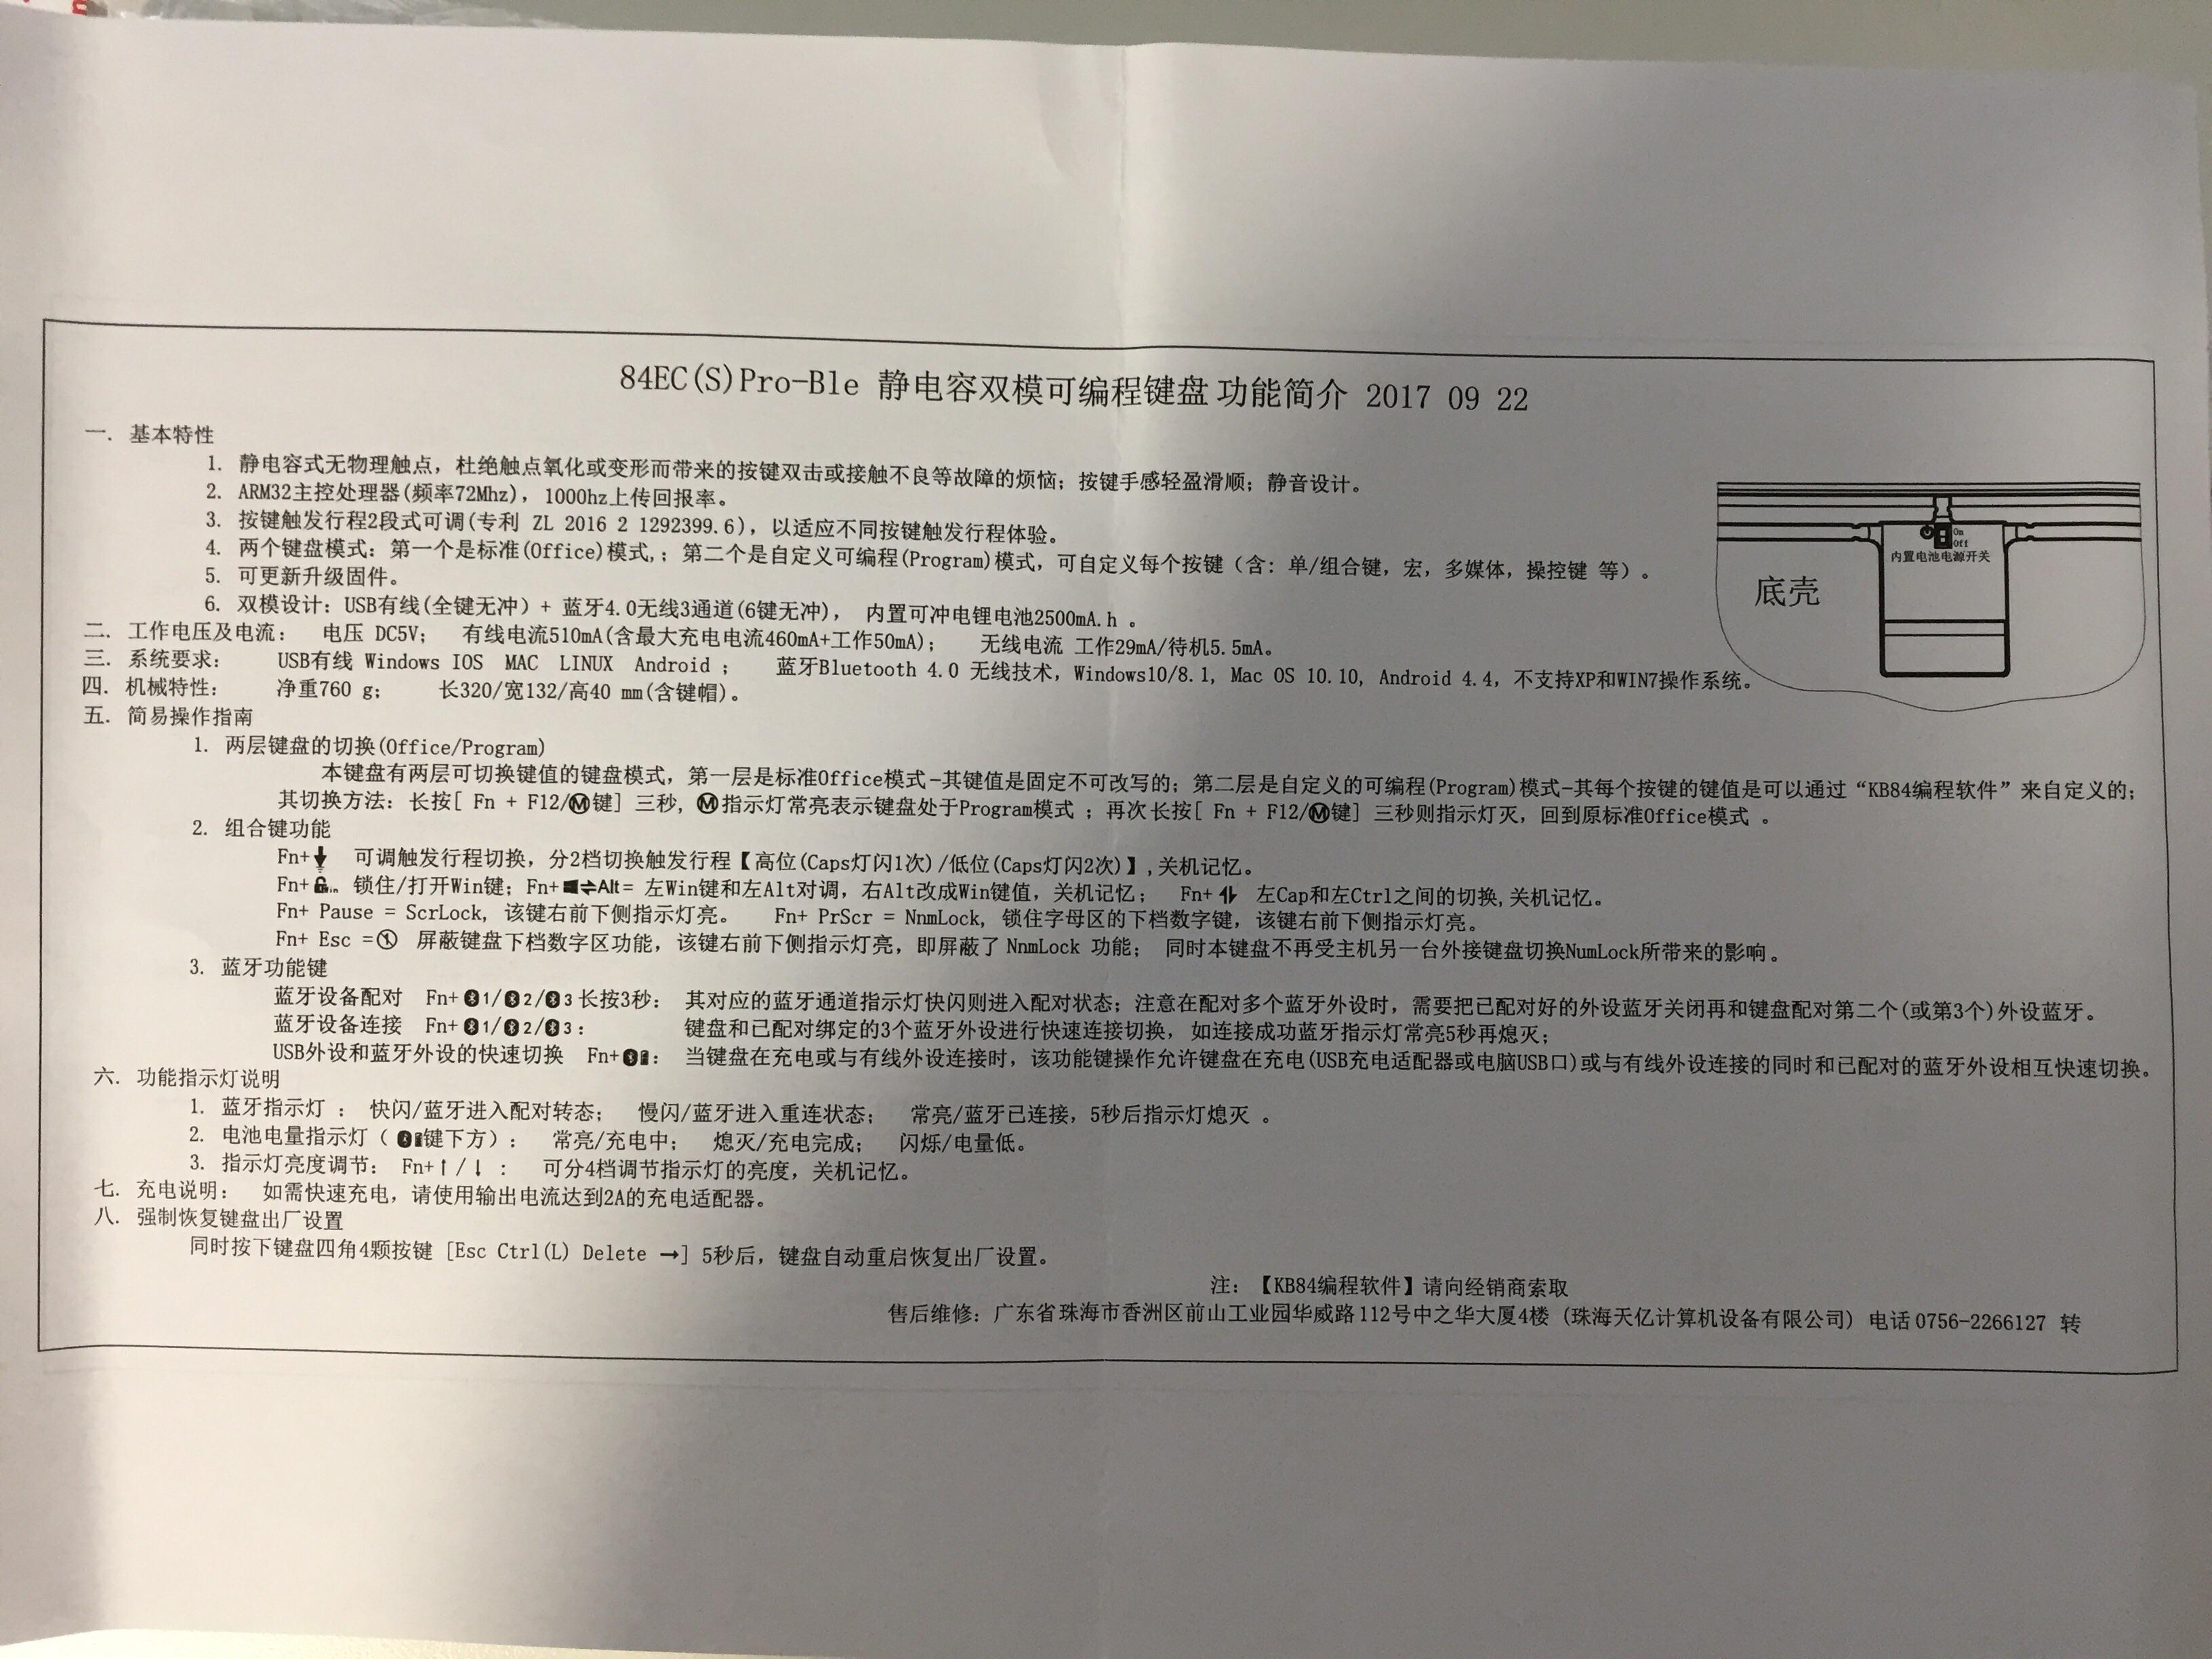 84EC(S)Pro-Ble 静电容双模可编程键盘 功能简介 2017 09 22
一. 基本特性
1. 静电容式无物理触点，杜绝触点氧化或变形而带来的按键双击或接触不良等故障的烦恼；按键手感轻盈滑顺；静音设计。
2. ARM32主控处理器(频率72Mhz)，1000hz上传回报率。
3. 按键触发行程2段式可调(专利 ZL 2016 2 1292399.6)，以适应不同按键触发行程体验。
4. 两个键盘模式：第一个是标准(Office)模式,；第二个是自定义可编程(Program)模式，可自定义每个按键（含: 单/组合键，宏，多媒体，操控键 等）。
5. 可更新升级固件。
6. 双模设计：USB有线(全键无冲）+ 蓝牙4.0无线3通道(6键无冲)， 内置可冲电锂电池2500mA.h 。
On
Off
内置电池电源开关
底壳
二. 工作电压及电流： 电压 DC5V； 有线电流510mA(含最大充电电流460mA+工作50mA)； 无线电流 工作29mA/待机5.5mA。
三. 系统要求： USB有线 Windows IOS MAC LINUX Android ； 蓝牙Bluetooth 4.0 无线技术，Windows10/8.1, Mac OS 10.10, Android 4.4，不支持XP和WIN7操作系统。
四. 机械特性： 净重760 g； 长320/宽132/高40 mm(含键帽)。
五. 简易操作指南
1. 两层键盘的切换(Office/Program)
本键盘有两层可切换键值的键盘模式，第一层是标准Office模式-其键值是固定不可改写的；第二层是自定义的可编程(Program)模式-其每个按键的键值是可以通过“KB84编程软件”来自定义的；
其切换方法：长按[ Fn + F12/Ⓜ键] 三秒, Ⓜ指示灯常亮表示键盘处于Program模式 ；再次长按[ Fn + F12/Ⓜ键] 三秒则指示灯灭，回到原标准Office模式 。
2. 组合键功能
Fn+⬇ 可调触发行程切换，分2档切换触发行程【高位(Caps灯闪1次)/低位(Caps灯闪2次)】,关机记忆。
Fn+ 锁住/打开Win键；Fn+⇌Alt= 左Win键和左Alt对调，右Alt改成Win键值，关机记忆； Fn+ 左Cap和左Ctrl之间的切换,关机记忆。
Fn+ Pause = ScrLock, 该键右前下侧指示灯亮。 Fn+ PrScr = NnmLock, 锁住字母区的下档数字键，该键右前下侧指示灯亮。
Fn+ Esc = 屏蔽键盘下档数字区功能，该键右前下侧指示灯亮，即屏蔽了 NnmLock 功能； 同时本键盘不再受主机另一台外接键盘切换NumLock所带来的影响。
3. 蓝牙功能键
蓝牙设备配对 Fn+1/2/3 长按3秒： 其对应的蓝牙通道指示灯快闪则进入配对状态；注意在配对多个蓝牙外设时，需要把已配对好的外设蓝牙关闭再和键盘配对第二个(或第3个)外设蓝牙。
蓝牙设备连接 Fn+1/2/3： 键盘和已配对绑定的3个蓝牙外设进行快速连接切换，如连接成功蓝牙指示灯常亮5秒再熄灭；
USB外设和蓝牙外设的快速切换 Fn+： 当键盘在充电或与有线外设连接时，该功能键操作允许键盘在充电(USB充电适配器或电脑USB口)或与有线外设连接的同时和已配对的蓝牙外设相互快速切换。
六. 功能指示灯说明
1. 蓝牙指示灯 ： 快闪/蓝牙进入配对转态； 慢闪/蓝牙进入重连状态； 常亮/蓝牙已连接，5秒后指示灯熄灭 。
2. 电池电量指示灯（ 键下方）： 常亮/充电中； 熄灭/充电完成； 闪烁/电量低。
3. 指示灯亮度调节： Fn+↑/↓ ： 可分4档调节指示灯的亮度，关机记忆。
七. 充电说明： 如需快速充电，请使用输出电流达到2A的充电适配器。
八. 强制恢复键盘出厂设置
同时按下键盘四角4颗按键 [Esc Ctrl(L) Delete →] 5秒后，键盘自动重启恢复出厂设置。
注：【KB84编程软件】请向经销商索取
售后维修：广东省珠海市香洲区前山工业园华威路112号中之华大厦4楼 (珠海天亿计算机设备有限公司) 电话 0756-2266127 转